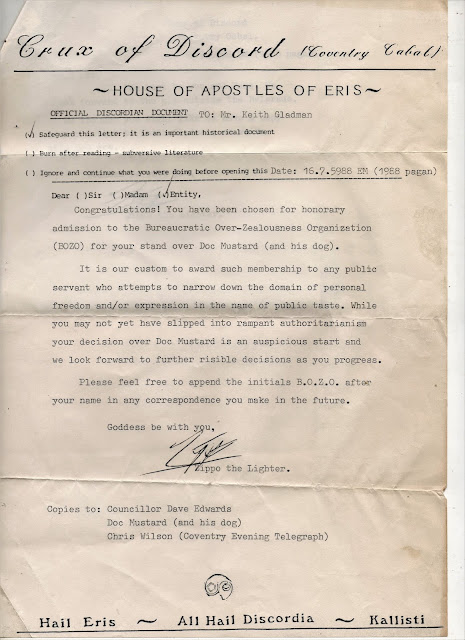 Crux of Discord (Coventry Cabal)
~ HOUSE OF APOSTLES OF ERIS ~
OFFICIAL DISCORDIAN DOCUMENT TO: Mr. Keith Gladman
(✓) Safeguard this letter; it is an important historical document
( ) Burn after reading - subversive literature
( ) Ignore and continue what you were doing before opening this Date: 16.7.5988 EM (1988 pagan)
Dear ( )Sir ( )Madam (✓)Entity,
Congratulations! You have been chosen for honorary
admission to the Bureaucratic Over-Zealousness Organization
(BOZO) for your stand over Doc Mustard (and his dog).
It is our custom to award such membership to any public
servant who attempts to narrow down the domain of personal
freedom and/or expression in the name of public taste. While
you may not yet have slipped into rampant authoritarianism
your decision over Doc Mustard is an auspicious start and
we look forward to further risible decisions as you progress.
Please feel free to append the initials B.O.Z.O. after
your name in any correspondence you make in the future.
Goddess be with you,
Zippo the Lighter.
Copies to: Councillor Dave Edwards
Doc Mustard (and his dog)
Chris Wilson (Coventry Evening Telegraph)
Hail Eris ~ All Hail Discordia ~ Kallisti